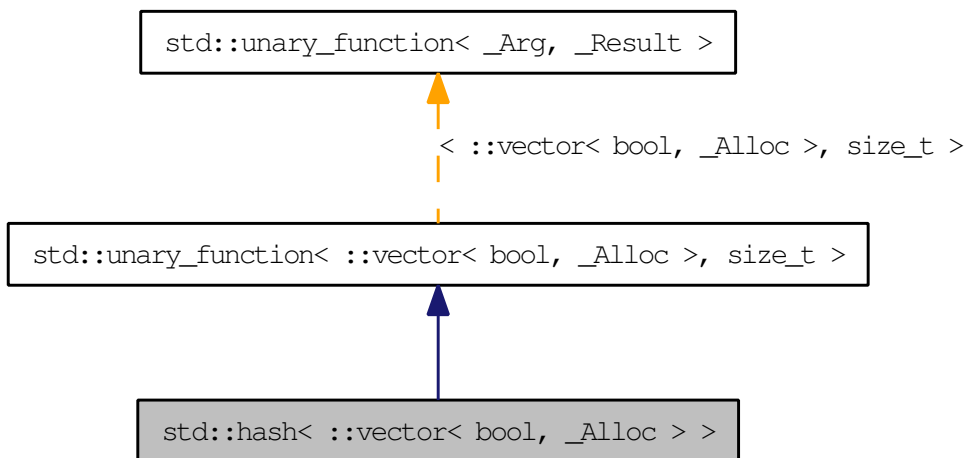 std::unary_function< _Arg, _Result >
< ::vector< bool, _Alloc >, size_t >
std::unary_function< ::vector< bool, _Alloc >, size_t >
std::hash< ::vector< bool, _Alloc > >